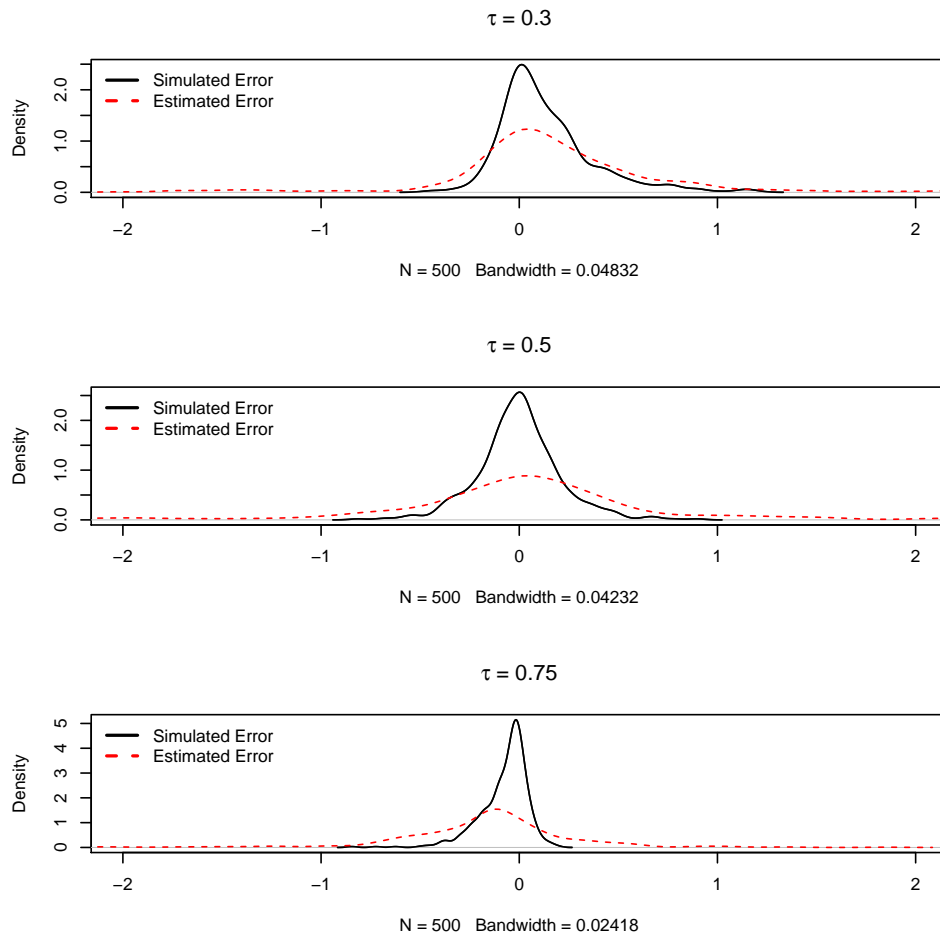 τ = 0.3
Simulated Error
Estimated Error
Density
0.0 1.0 2.0
−2 −1 0 1 2
N = 500 Bandwidth = 0.04832
τ = 0.5
Simulated Error
Estimated Error
Density
0.0 1.0 2.0
−2 −1 0 1 2
N = 500 Bandwidth = 0.04232
τ = 0.75
Simulated Error
Estimated Error
Density
0 1 2 3 4 5
−2 −1 0 1 2
N = 500 Bandwidth = 0.02418